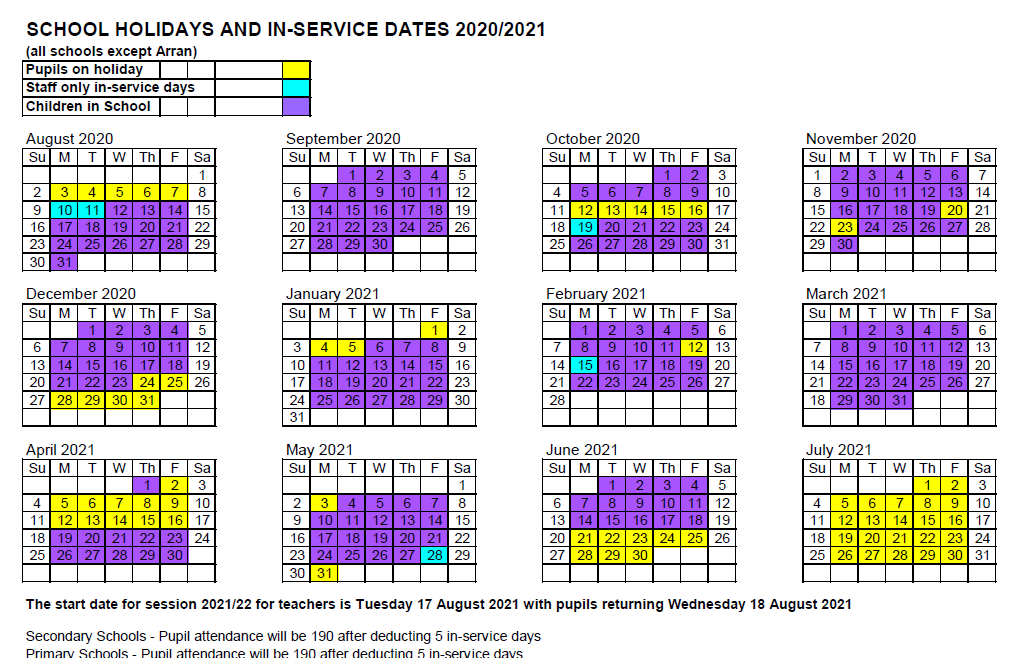 SCHOOL HOLIDAYS AND IN-SERVICE DATES 2020/2021
(all schools except Arran)
Pupils on holiday
Staff only in-service days
Children in School
August 2020
Su M T W Th F Sa
1
2 3 4 5 6 7 8
9 10 11 12 13 14 15
16 17 18 19 20 21 22
23 24 25 26 27 28 29
30 31
September 2020
Su M T W Th F Sa
1 2 3 4 5
6 7 8 9 10 11 12
13 14 15 16 17 18 19
20 21 22 23 24 25 26
27 28 29 30
October 2020
Su M T W Th F Sa
1 2 3
4 5 6 7 8 9 10
11 12 13 14 15 16 17
18 19 20 21 22 23 24
25 26 27 28 29 30 31
November 2020
Su M T W Th F Sa
1 2 3 4 5 6 7
8 9 10 11 12 13 14
15 16 17 18 19 20 21
22 23 24 25 26 27 28
29 30
December 2020
Su M T W Th F Sa
1 2 3 4 5
6 7 8 9 10 11 12
13 14 15 16 17 18 19
20 21 22 23 24 25 26
27 28 29 30 31
January 2021
Su M T W Th F Sa
1 2
3 4 5 6 7 8 9
10 11 12 13 14 15 16
17 18 19 20 21 22 23
24 25 26 27 28 29 30
31
February 2021
Su M T W Th F Sa
1 2 3 4 5 6
7 8 9 10 11 12 13
14 15 16 17 18 19 20
21 22 23 24 25 26 27
28
March 2021
Su M T W Th F Sa
1 2 3 4 5 6
7 8 9 10 11 12 13
14 15 16 17 18 19 20
21 22 23 24 25 26 27
18 29 30 31
April 2021
Su M T W Th F Sa
1 2 3
4 5 6 7 8 9 10
11 12 13 14 15 16 17
18 19 20 21 22 23 24
25 26 27 28 29 30
May 2021
Su M T W Th F Sa
1
2 3 4 5 6 7 8
9 10 11 12 13 14 15
16 17 18 19 20 21 22
23 24 25 26 27 28 29
30 31
June 2021
Su M T W Th F Sa
1 2 3 4 5
6 7 8 9 10 11 12
13 14 15 16 17 18 19
20 21 22 23 24 25 26
27 28 29 30
July 2021
Su M T W Th F Sa
1 2 3
4 5 6 7 8 9 10
11 12 13 14 15 16 17
18 19 20 21 22 23 24
25 26 27 28 29 30 31
The start date for session 2021/22 for teachers is Tuesday 17 August 2021 with pupils returning Wednesday 18 August 2021
Secondary Schools - Pupil attendance will be 190 after deducting 5 in-service days
Primary Schools - Pupil attendance will be 190 after deducting 5 in-service days